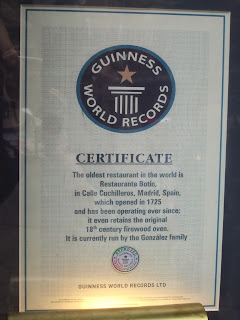 GUINNESS
WORLD RECORDS
CERTIFICATE
The oldest restaurant in the world is
Restaurante Botín,
in Calle Cuchilleros, Madrid, Spain,
which opened in 1725
and has been operating ever since;
it even retains the original
18th century firewood oven.
It is currently run by the González family
GUINNESS WORLD RECORDS LTD